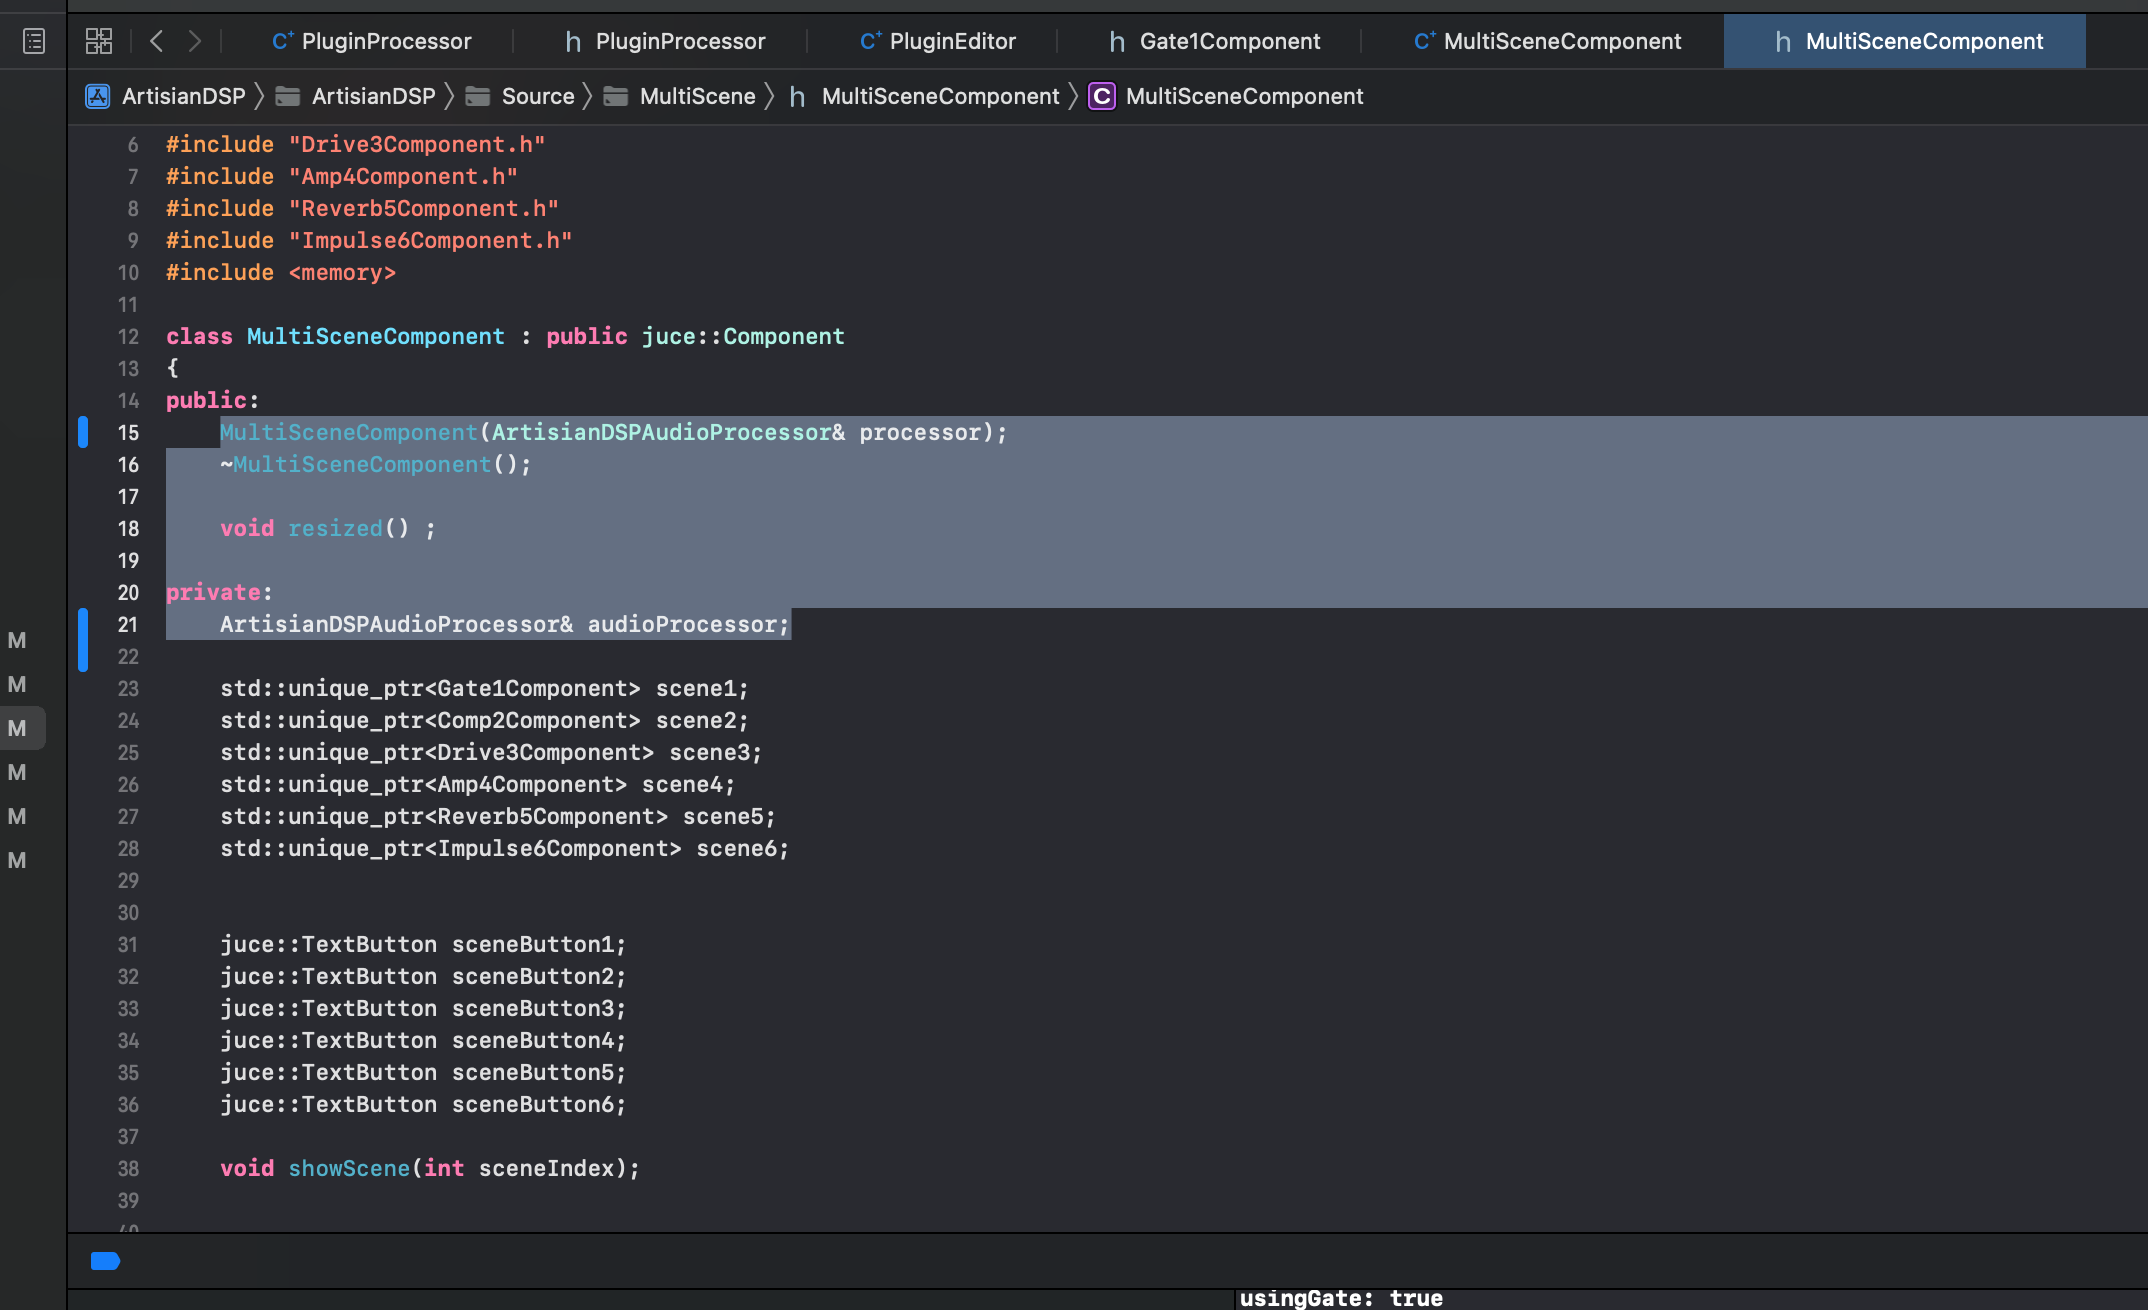 PluginProcessor PluginProcessor PluginEditor Gate1Component MultiSceneComponent MultiSceneComponent
ArtisianDSP ArtisianDSP Source MultiScene MultiSceneComponent MultiSceneComponent
6 #include "Drive3Component.h"
7 #include "Amp4Component.h"
8 #include "Reverb5Component.h"
9 #include "Impulse6Component.h"
10 #include <memory>
11
12 class MultiSceneComponent : public juce::Component
13 {
14 public:
15 MultiSceneComponent(ArtisianDSPAudioProcessor& processor);
16 ~MultiSceneComponent();
17
18 void resized() ;
19
20 private:
21 ArtisianDSPAudioProcessor& audioProcessor;
22
23 std::unique_ptr<Gate1Component> scene1;
24 std::unique_ptr<Comp2Component> scene2;
25 std::unique_ptr<Drive3Component> scene3;
26 std::unique_ptr<Amp4Component> scene4;
27 std::unique_ptr<Reverb5Component> scene5;
28 std::unique_ptr<Impulse6Component> scene6;
29
30
31 juce::TextButton sceneButton1;
32 juce::TextButton sceneButton2;
33 juce::TextButton sceneButton3;
34 juce::TextButton sceneButton4;
35 juce::TextButton sceneButton5;
36 juce::TextButton sceneButton6;
37
38 void showScene(int sceneIndex);
39
40
M
M
M
M
M
M
usingGate: true